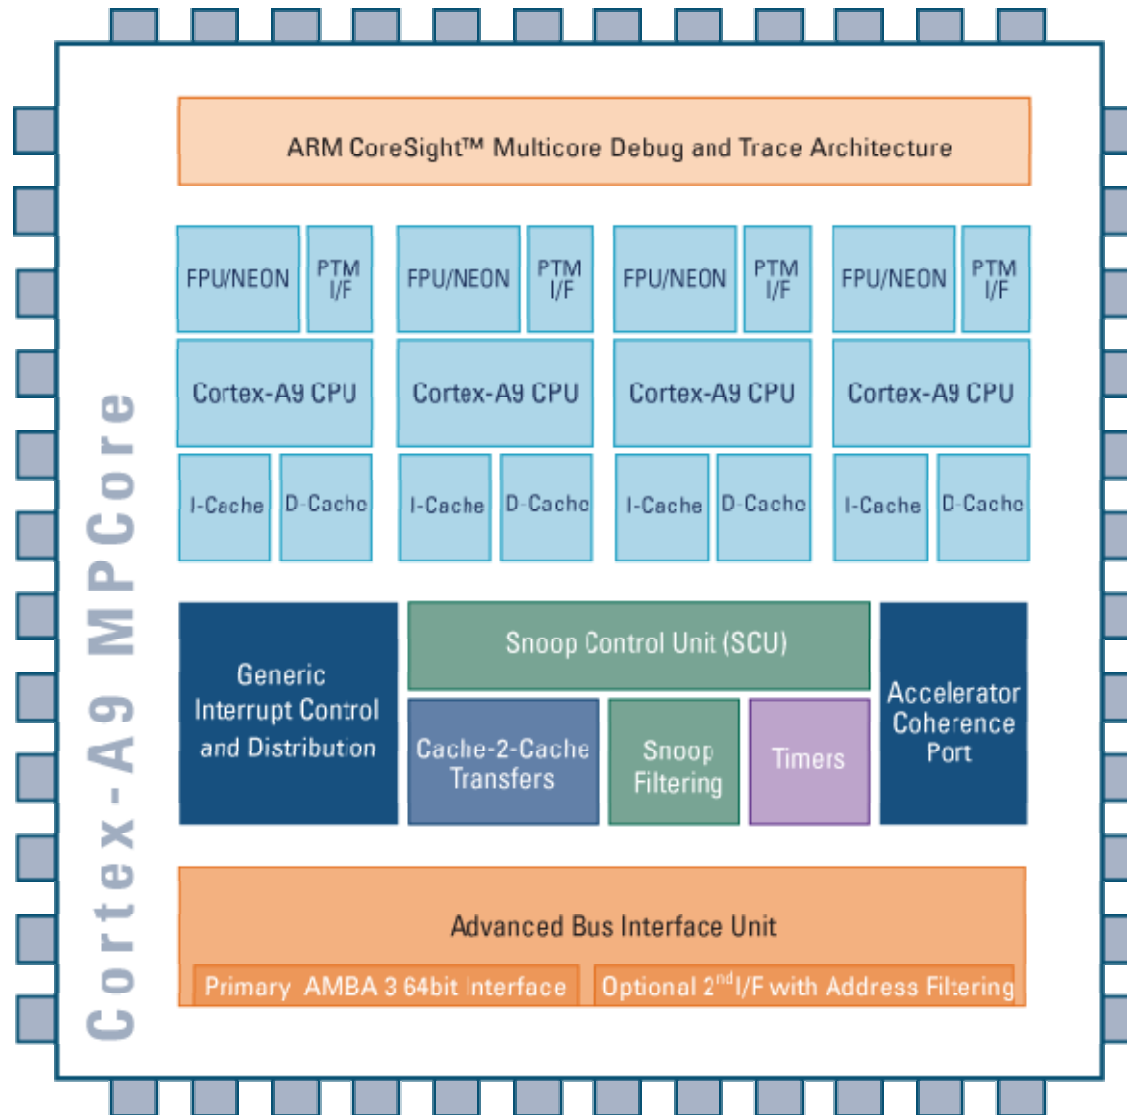 ARM CoreSight™ Multicore Debug and Trace Architecture
FPU/NEON
PTM
I/F
FPU/NEON
PTM
I/F
FPU/NEON
PTM
I/F
FPU/NEON
PTM
I/F
Cortex-A9 CPU
Cortex-A9 CPU
Cortex-A9 CPU
Cortex-A9 CPU
I-Cache
D-Cache
I-Cache
D-Cache
I-Cache
D-Cache
I-Cache
D-Cache
Generic
Interrupt Control
and Distribution
Snoop Control Unit (SCU)
Cache-2-Cache
Transfers
Snoop
Filtering
Timers
Accelerator
Coherence
Port
Advanced Bus Interface Unit
Primary AMBA 3 64bit Interface
Optional 2nd I/F with Address Filtering
Cortex-A9 MPCore